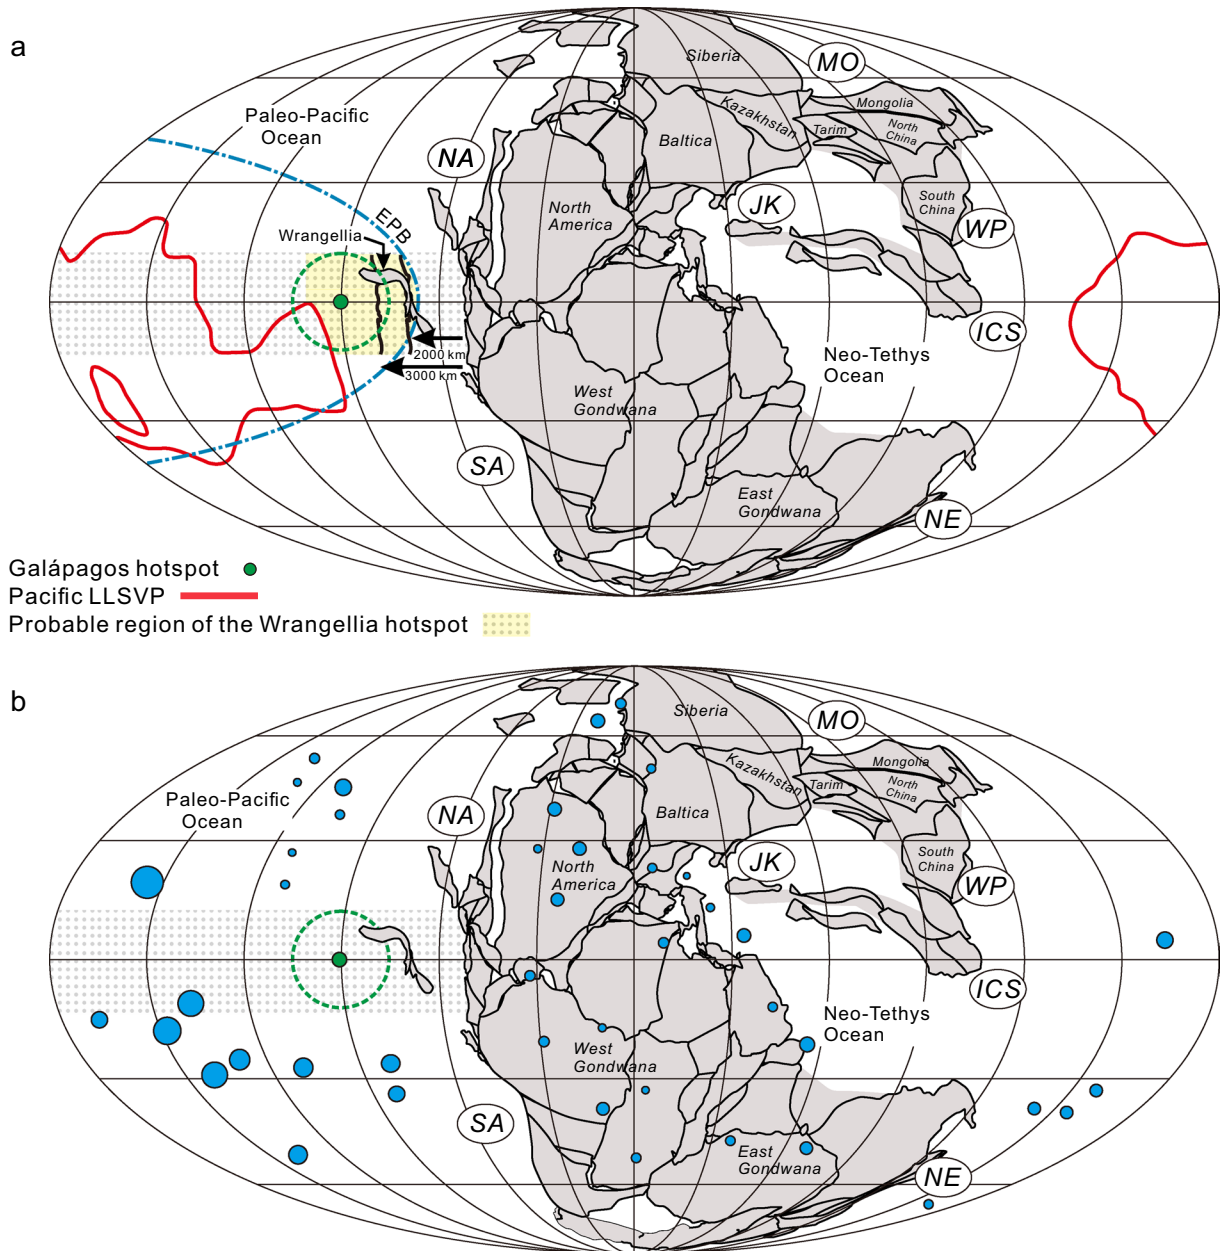 a
Siberia
MO
Paleo-Pacific
Ocean
Mongolia
Kazakhstan
Tarim
North
China
Baltica
NA
South
China
JK
North
America
WP
EPB
Wrangellia
ICS
2000 km
3000 km
Neo-Tethys
Ocean
West
Gondwana
SA
East
Gondwana
NE
Galápagos hotspot
Pacific LLSVP
Probable region of the Wrangellia hotspot
b
Siberia
MO
Mongolia
Kazakhstan
Tarim
North
China
Paleo-Pacific
Ocean
NA
Baltica
South
China
JK
North
America
WP
ICS
Neo-Tethys
Ocean
West
Gondwana
SA
East
Gondwana
NE